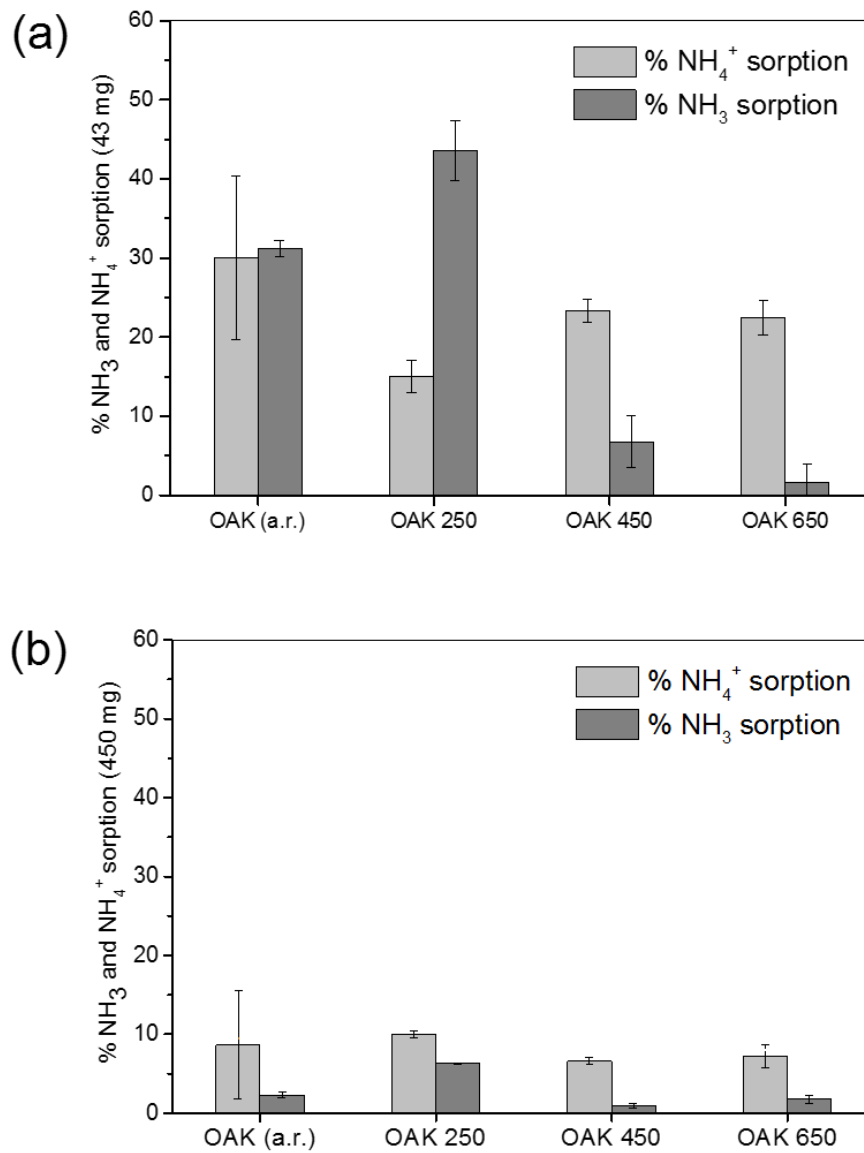 (a)
% NH₃ and NH₄⁺ sorption (43 mg)
60
50
40
30
20
10
0
% NH₄⁺ sorption
% NH₃ sorption
OAK (a.r.) OAK 250 OAK 450 OAK 650
(b)
% NH₃ and NH₄⁺ sorption (450 mg)
60
50
40
30
20
10
0
% NH₄⁺ sorption
% NH₃ sorption
OAK (a.r.) OAK 250 OAK 450 OAK 650